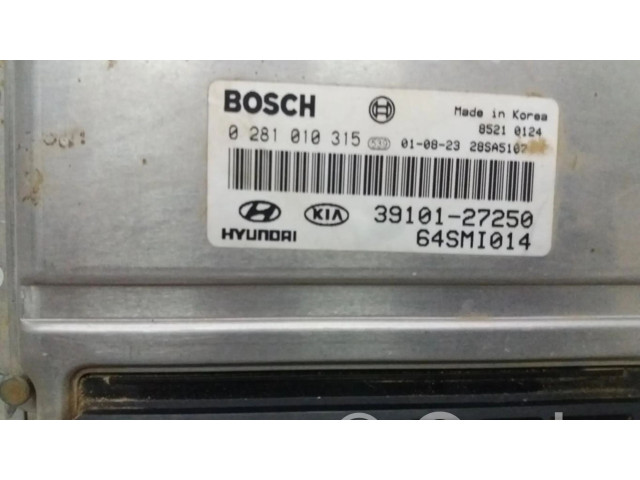 BOSCH
Made in Korea
8521 0124
0 281 010 315 01-08-23 28SA5107
HYUNDAI KIA 39101-27250
64SMI014